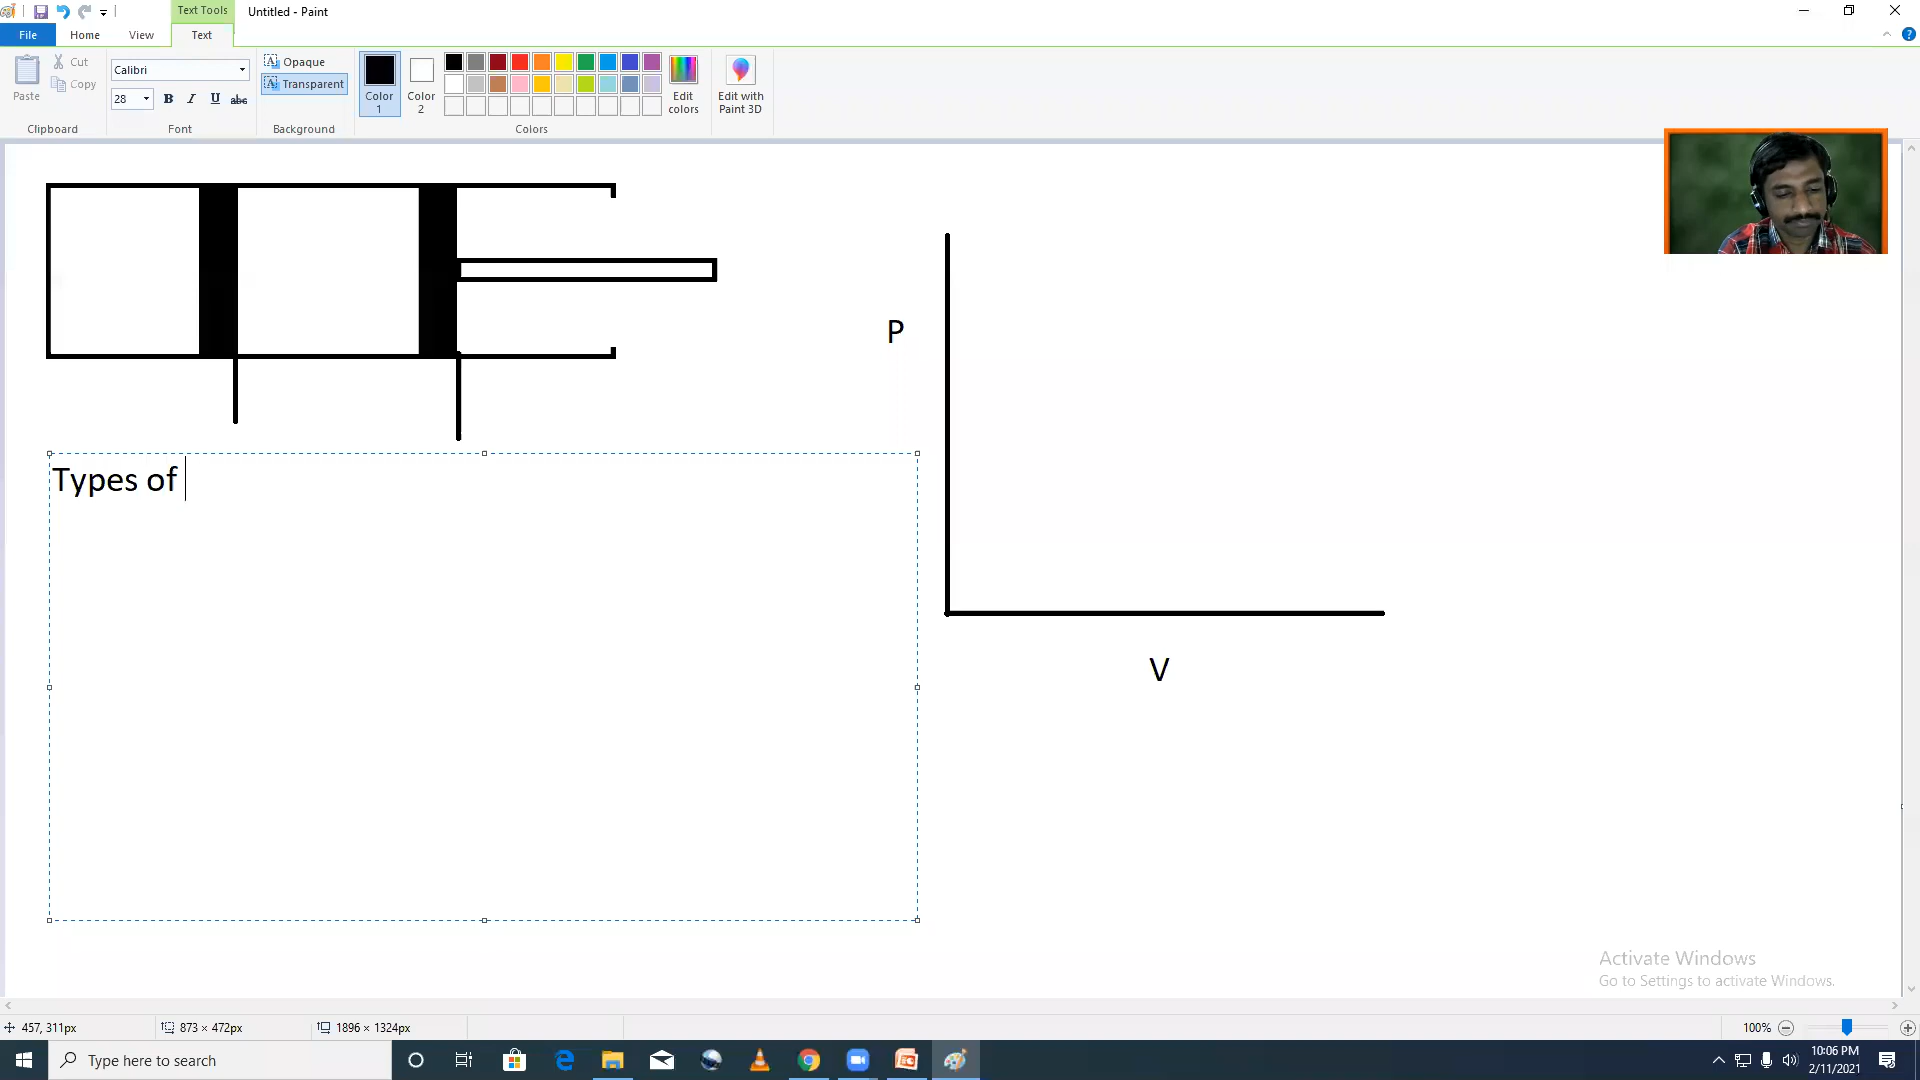 Text Tools
Untitled - Paint
File
Home
View
Text
Paste
Cut
Copy
Clipboard
Calibri
28
B
I
U
abc
Font
Opaque
Transparent
Background
Color 1
Color 2
Edit colors
Colors
Edit with Paint 3D
P
Types of
V
Activate Windows
Go to Settings to activate Windows.
457, 311px
873 × 472px
1896 × 1324px
100%
Type here to search
10:06 PM
2/11/2021